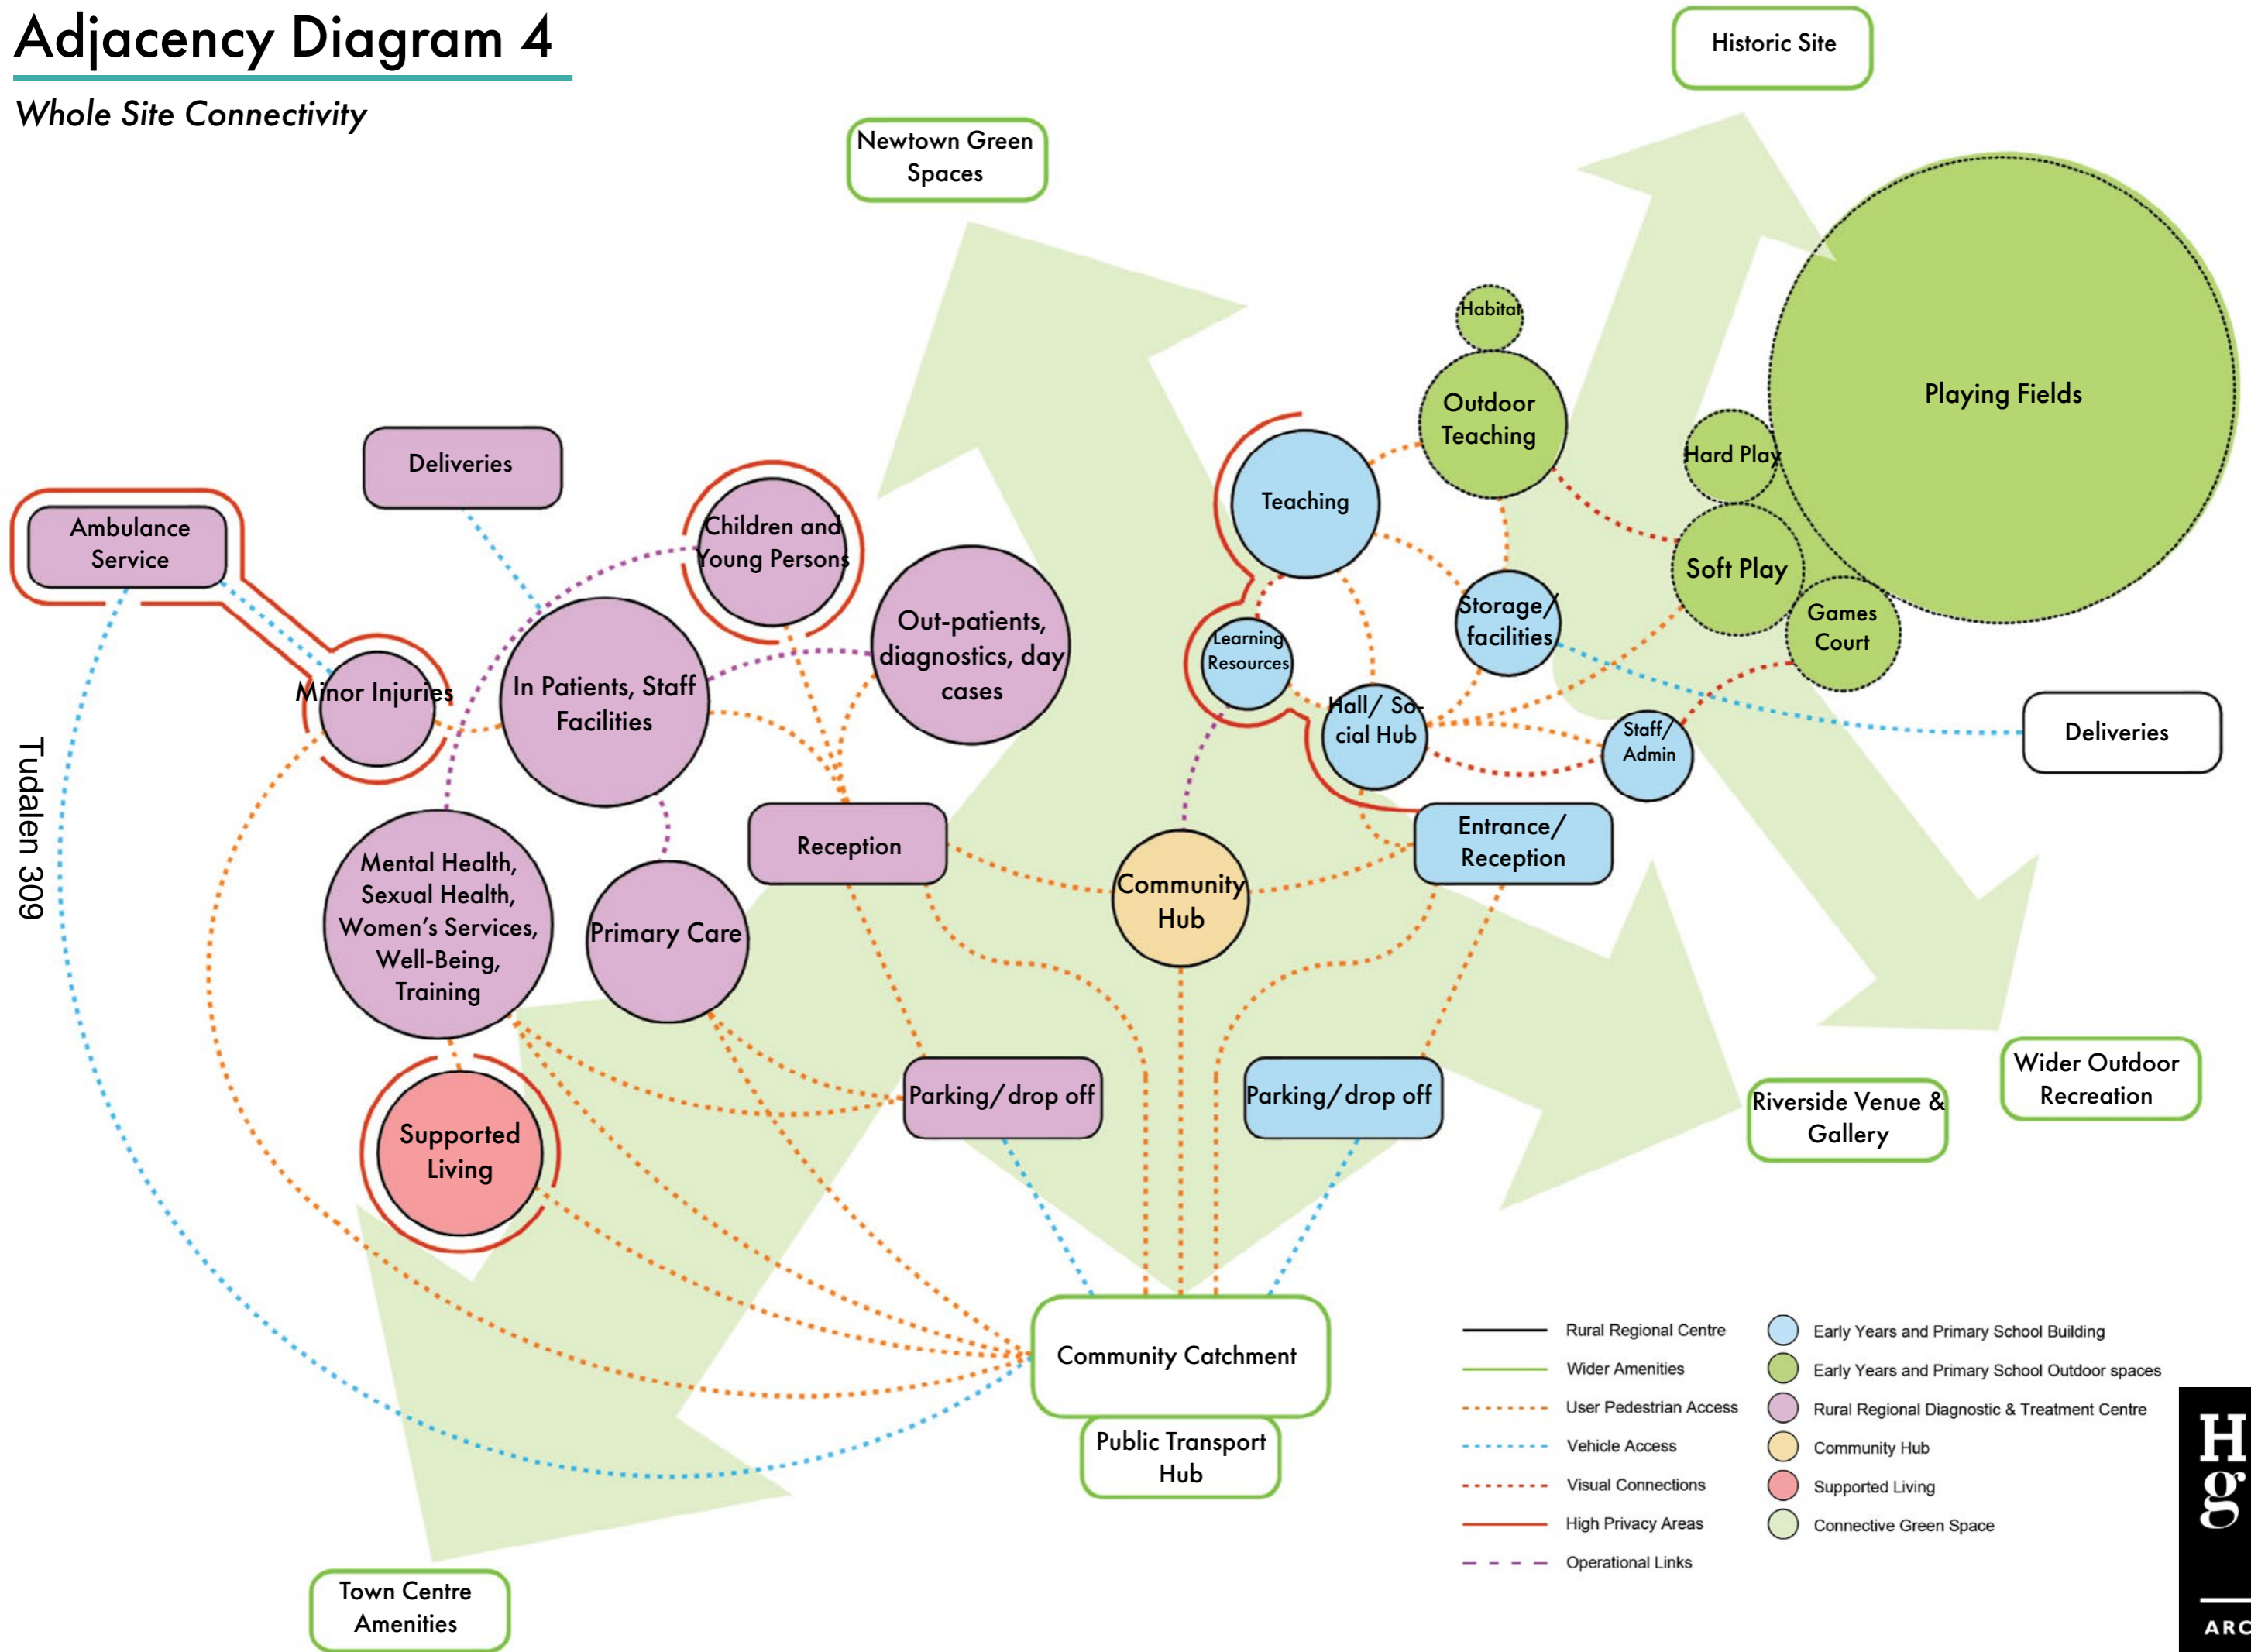 Adjacency Diagram 4
Whole Site Connectivity
Historic Site
Newtown Green
Spaces
Habitat
Outdoor
Teaching
Playing Fields
Hard Play
Soft Play
Games
Court
Teaching
Storage/
facilities
Learning
Resources
Hall/ So-
cial Hub
Staff/
Admin
Deliveries
Deliveries
Ambulance
Service
Children and
Young Persons
Out-patients,
diagnostics, day
cases
Minor Injuries
In Patients, Staff
Facilities
Tudalen 309
Mental Health,
Sexual Health,
Women's Services,
Well-Being,
Training
Primary Care
Reception
Community
Hub
Entrance/
Reception
Supported
Living
Parking/drop off
Parking/drop off
Riverside Venue &
Gallery
Wider Outdoor
Recreation
Community Catchment
Public Transport
Hub
Town Centre
Amenities
Rural Regional Centre
Wider Amenities
User Pedestrian Access
Vehicle Access
Visual Connections
High Privacy Areas
Operational Links
Early Years and Primary School Building
Early Years and Primary School Outdoor spaces
Rural Regional Diagnostic & Treatment Centre
Community Hub
Supported Living
Connective Green Space
H
g
ARC